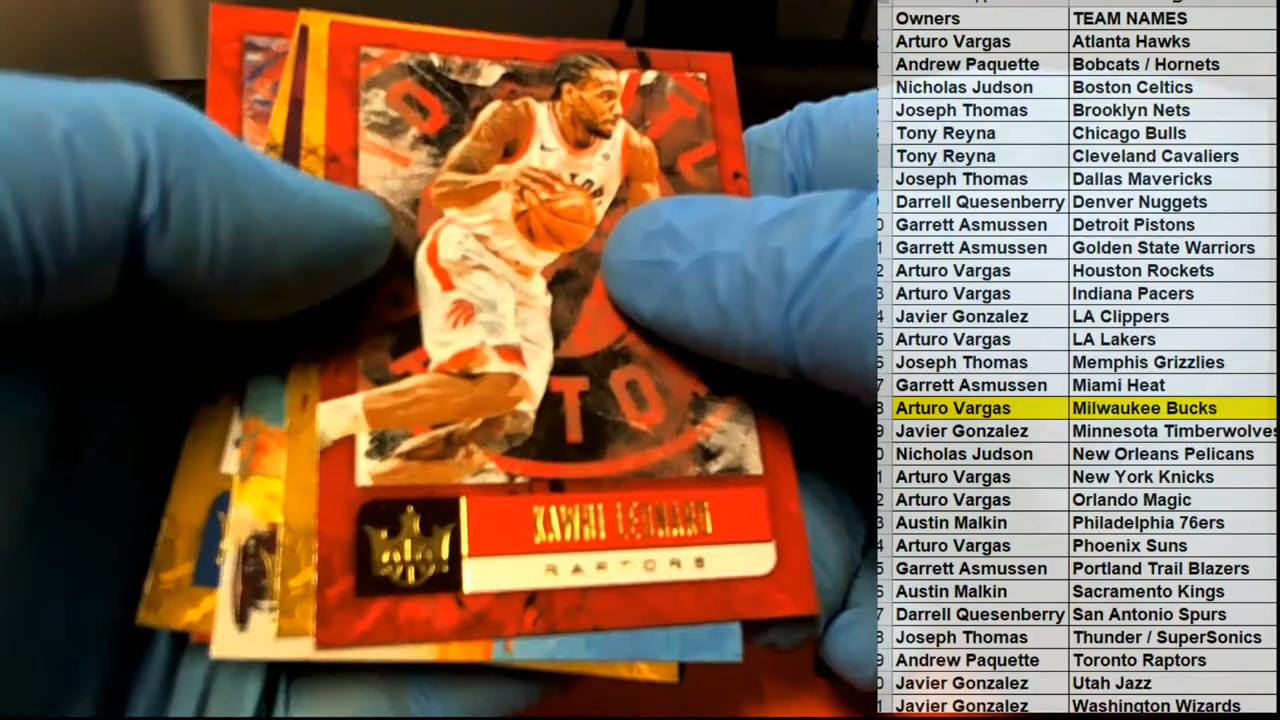 KAWHI LEONARD
RAPTORS
Owners TEAM NAMES
Arturo Vargas Atlanta Hawks
Andrew Paquette Bobcats / Hornets
Nicholas Judson Boston Celtics
Joseph Thomas Brooklyn Nets
Tony Reyna Chicago Bulls
Tony Reyna Cleveland Cavaliers
Joseph Thomas Dallas Mavericks
Darrell Quesenberry Denver Nuggets
Garrett Asmussen Detroit Pistons
Garrett Asmussen Golden State Warriors
Arturo Vargas Houston Rockets
Arturo Vargas Indiana Pacers
Javier Gonzalez LA Clippers
Arturo Vargas LA Lakers
Joseph Thomas Memphis Grizzlies
Garrett Asmussen Miami Heat
Arturo Vargas Milwaukee Bucks
Javier Gonzalez Minnesota Timberwolves
Nicholas Judson New Orleans Pelicans
Arturo Vargas New York Knicks
Arturo Vargas Orlando Magic
Austin Malkin Philadelphia 76ers
Arturo Vargas Phoenix Suns
Garrett Asmussen Portland Trail Blazers
Austin Malkin Sacramento Kings
Darrell Quesenberry San Antonio Spurs
Joseph Thomas Thunder / SuperSonics
Andrew Paquette Toronto Raptors
Javier Gonzalez Utah Jazz
Javier Gonzalez Washington Wizards